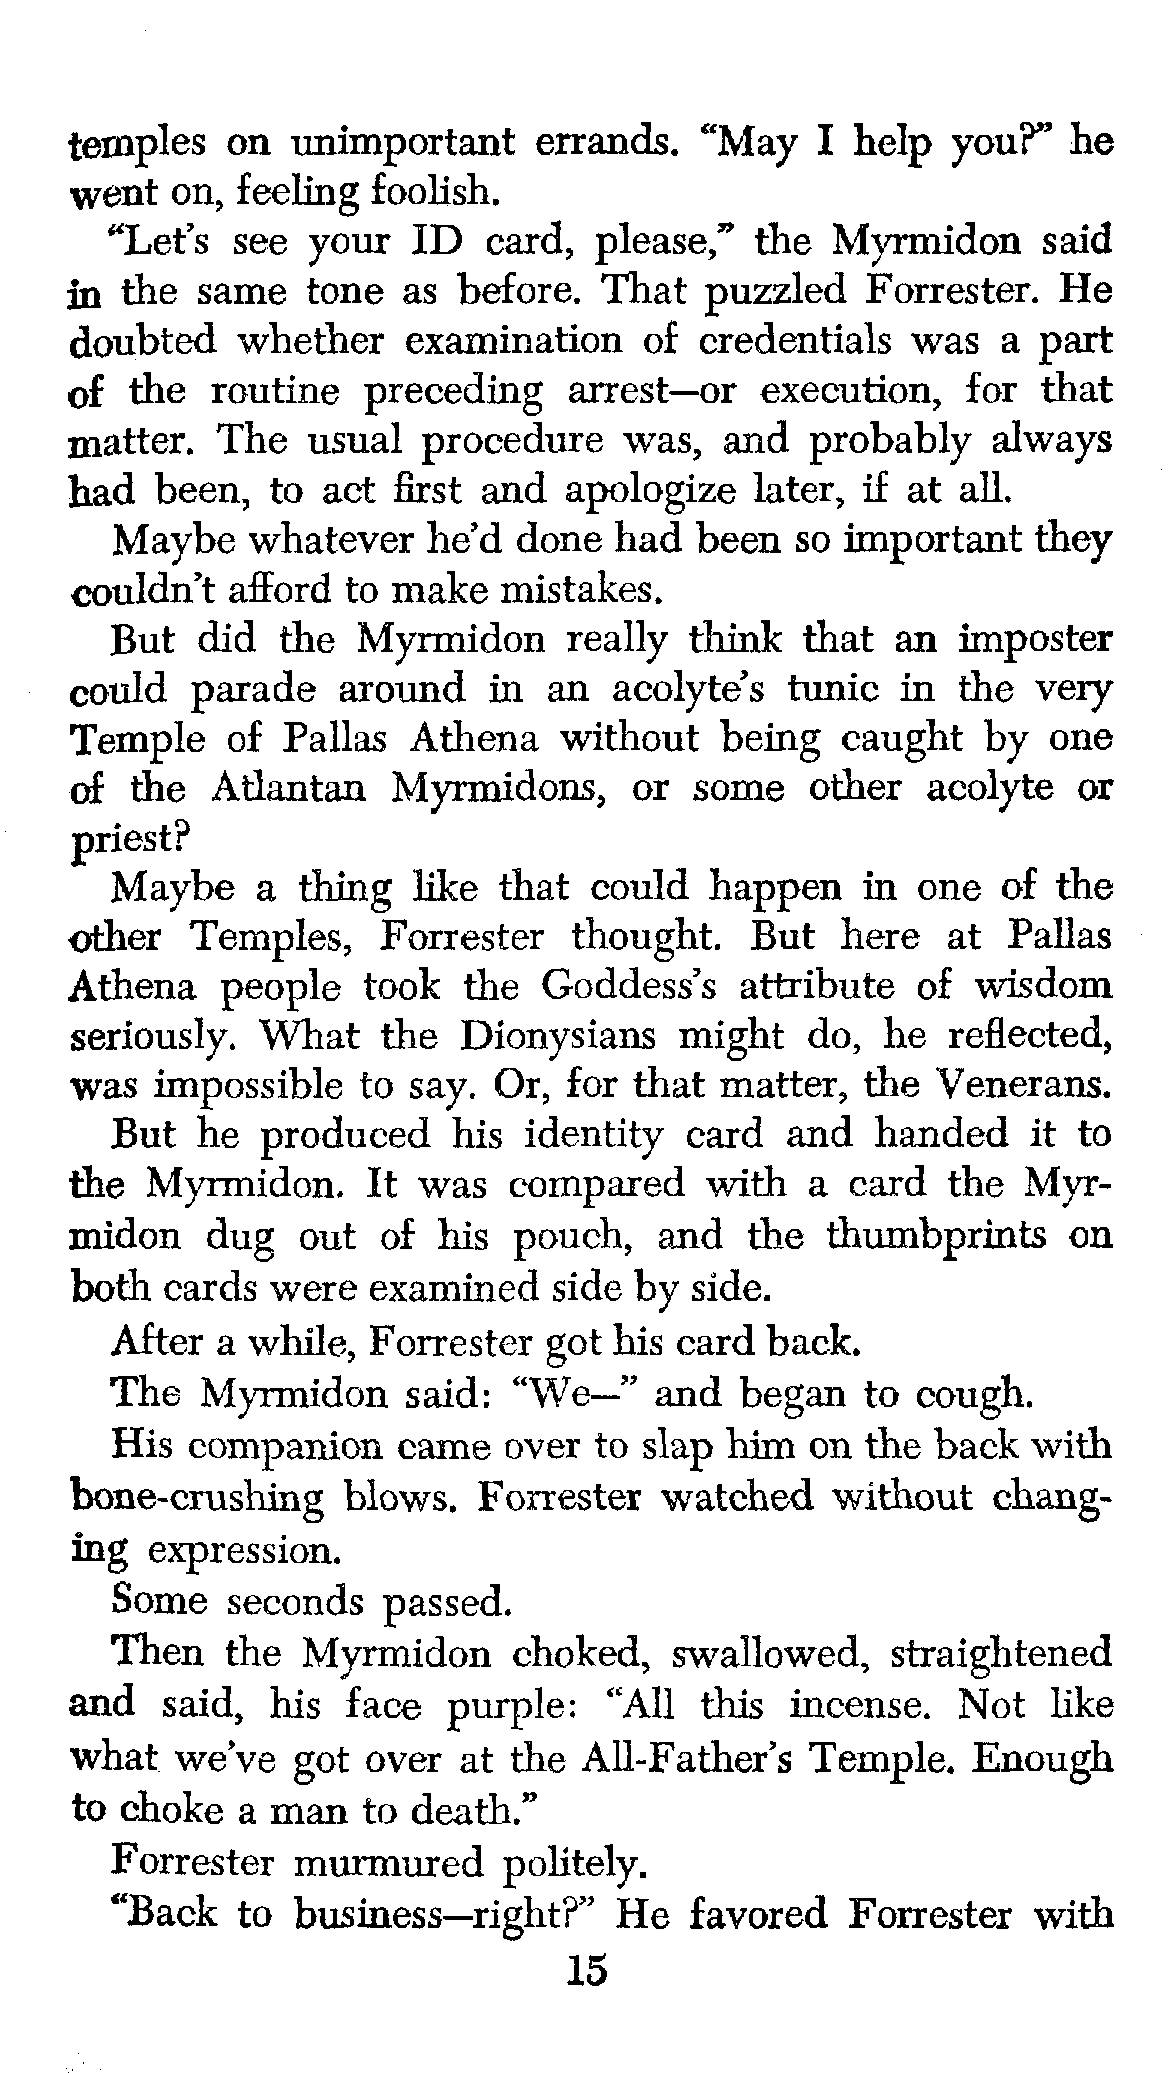 temples on unimportant errands. “May I help you?” he
went on, feeling foolish.
“Let’s see your ID card, please,” the Myrmidon said
in the same tone as before. That puzzled Forrester. He
doubted whether examination of credentials was a part
of the routine preceding arrest—or execution, for that
matter. The usual procedure was, and probably always
had been, to act first and apologize later, if at all.
Maybe whatever he’d done had been so important they
couldn’t afford to make mistakes.
But did the Myrmidon really think that an imposter
could parade around in an acolyte’s tunic in the very
Temple of Pallas Athena without being caught by one
of the Atlantan Myrmidons, or some other acolyte or
priest?
Maybe a thing like that could happen in one of the
other Temples, Forrester thought. But here at Pallas
Athena people took the Goddess’s attribute of wisdom
seriously. What the Dionysians might do, he reflected,
was impossible to say. Or, for that matter, the Venerans.
But he produced his identity card and handed it to
the Myrmidon. It was compared with a card the Myr-
midon dug out of his pouch, and the thumbprints on
both cards were examined side by side.
After a while, Forrester got his card back.
The Myrmidon said: “We—” and began to cough.
His companion came over to slap him on the back with
bone-crushing blows. Forrester watched without chang-
ing expression.
Some seconds passed.
Then the Myrmidon choked, swallowed, straightened
and said, his face purple: “All this incense. Not like
what we’ve got over at the All-Father’s Temple. Enough
to choke a man to death.”
Forrester murmured politely.
“Back to business—right?” He favored Forrester with
15